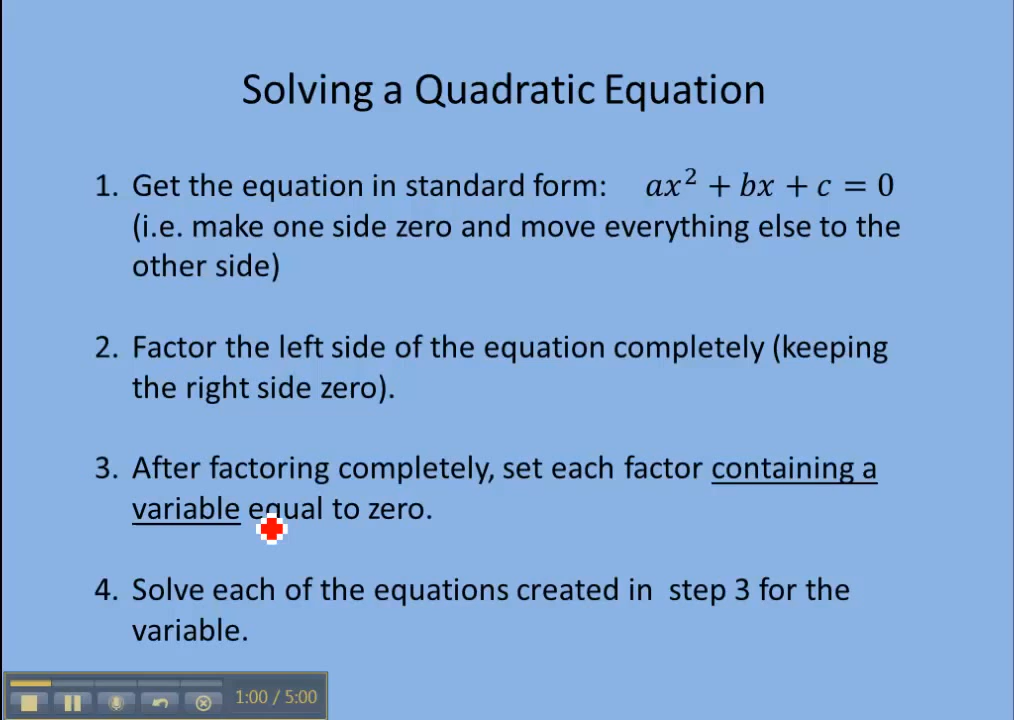 Solving a Quadratic Equation
1. Get the equation in standard form: ax² + bx + c = 0
(i.e. make one side zero and move everything else to the
other side)
2. Factor the left side of the equation completely (keeping
the right side zero).
3. After factoring completely, set each factor containing a
variable equal to zero.
4. Solve each of the equations created in  step 3 for the
variable.
1:00 / 5:00